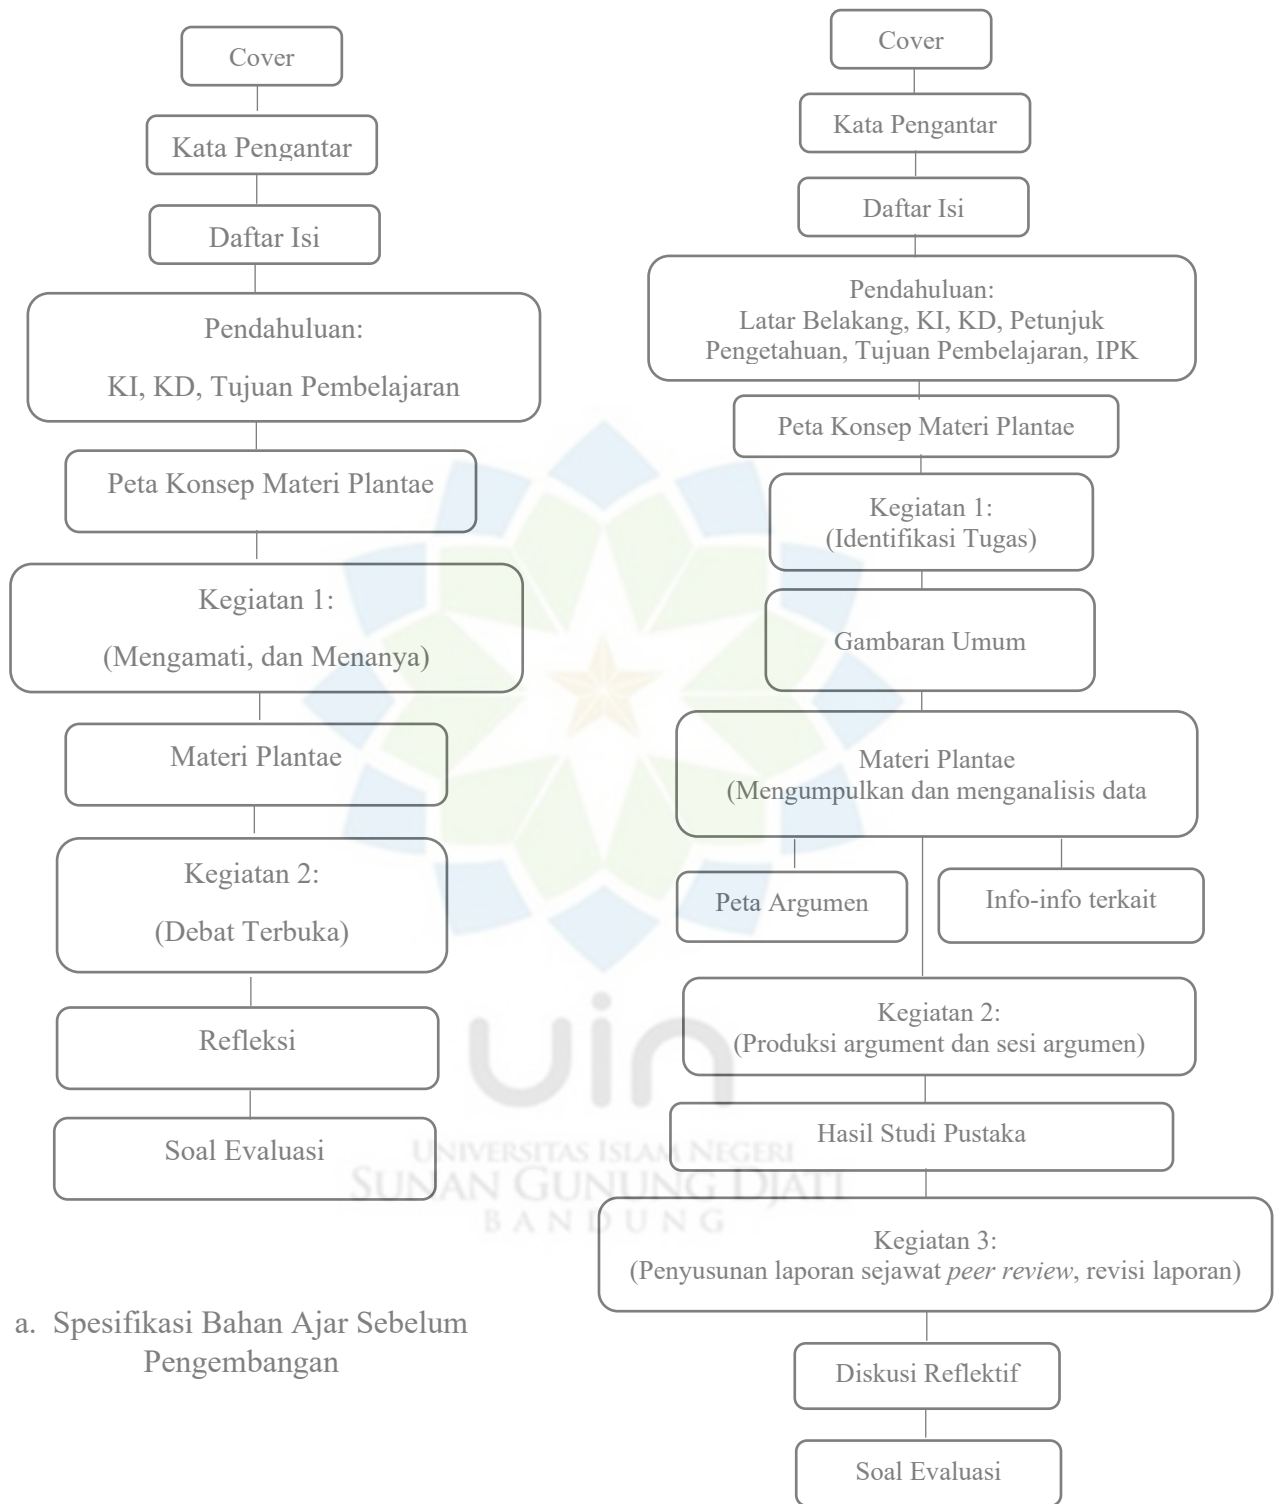 Cover
Kata Pengantar
Daftar Isi
Pendahuluan:
KI, KD, Tujuan Pembelajaran
Peta Konsep Materi Plantae
Kegiatan 1:
(Mengamati, dan Menanya)
Materi Plantae
Kegiatan 2:
(Debat Terbuka)
Refleksi
Soal Evaluasi
a. Spesifikasi Bahan Ajar Sebelum
Pengembangan
Cover
Kata Pengantar
Daftar Isi
Pendahuluan:
Latar Belakang, KI, KD, Petunjuk
Pengetahuan, Tujuan Pembelajaran, IPK
Peta Konsep Materi Plantae
Kegiatan 1:
(Identifikasi Tugas)
Gambaran Umum
Materi Plantae
(Mengumpulkan dan menganalisis data
Peta Argumen
Info-info terkait
Kegiatan 2:
(Produksi argument dan sesi argumen)
Hasil Studi Pustaka
Kegiatan 3:
(Penyusunan laporan sejawat peer review, revisi laporan)
Diskusi Reflektif
Soal Evaluasi
uin
UNIVERSITAS ISLAM NEGERI
SUNAN GUNUNG DJATI
BANDUNG